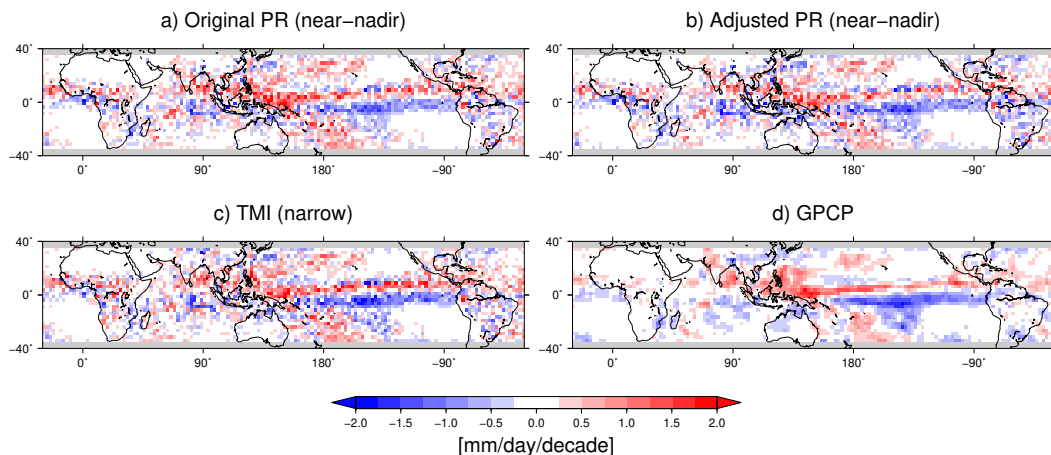 a) Original PR (near−nadir)
b) Adjusted PR (near−nadir)
40˚
0˚
−40˚
0˚ 90˚ 180˚ −90˚
40˚
0˚
−40˚
0˚ 90˚ 180˚ −90˚
c) TMI (narrow)
d) GPCP
40˚
0˚
−40˚
0˚ 90˚ 180˚ −90˚
40˚
0˚
−40˚
0˚ 90˚ 180˚ −90˚
−2.0 −1.5 −1.0 −0.5 0.0 0.5 1.0 1.5 2.0
[mm/day/decade]